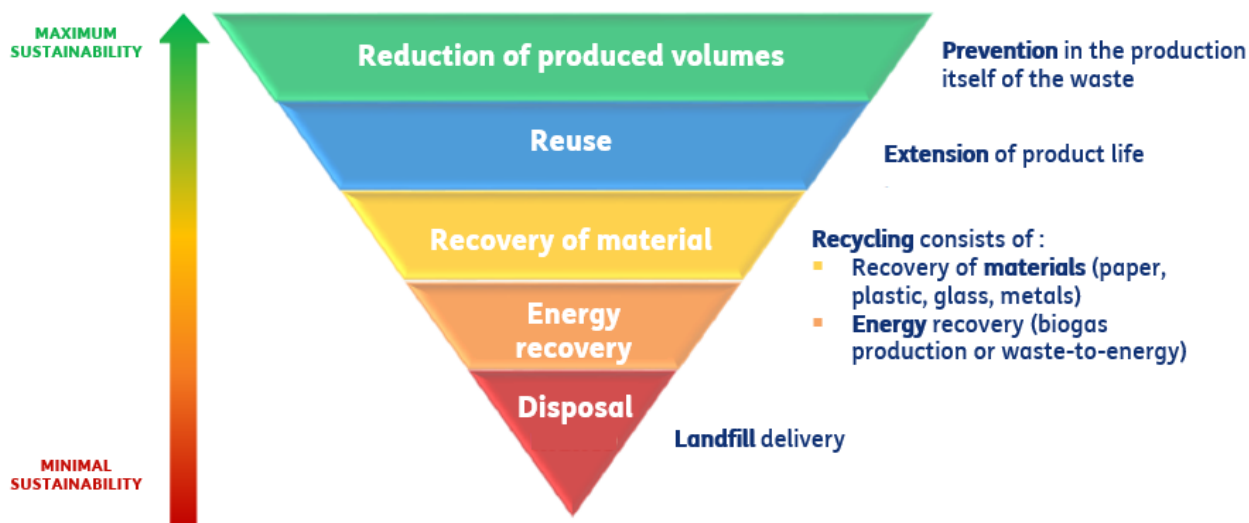 MAXIMUM
SUSTAINABILITY
Reduction of produced volumes
Prevention in the production
itself of the waste
Reuse
Extension of product life
Recovery of material
Recycling consists of :
▪ Recovery of materials (paper,
plastic, glass, metals)
▪ Energy recovery (biogas
production or waste-to-energy)
Energy
recovery
Disposal
Landfill delivery
MINIMAL
SUSTAINABILITY